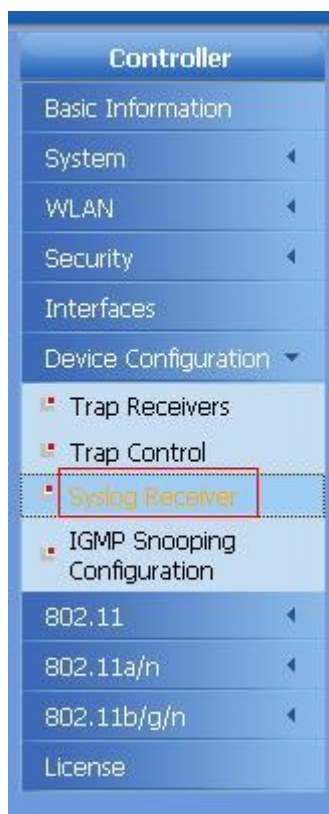 Controller
Basic Information
System
WLAN
Security
Interfaces
Device Configuration
Trap Receivers
Trap Control
Syslog Receiver
IGMP Snooping
Configuration
802.11
802.11a/n
802.11b/g/n
License